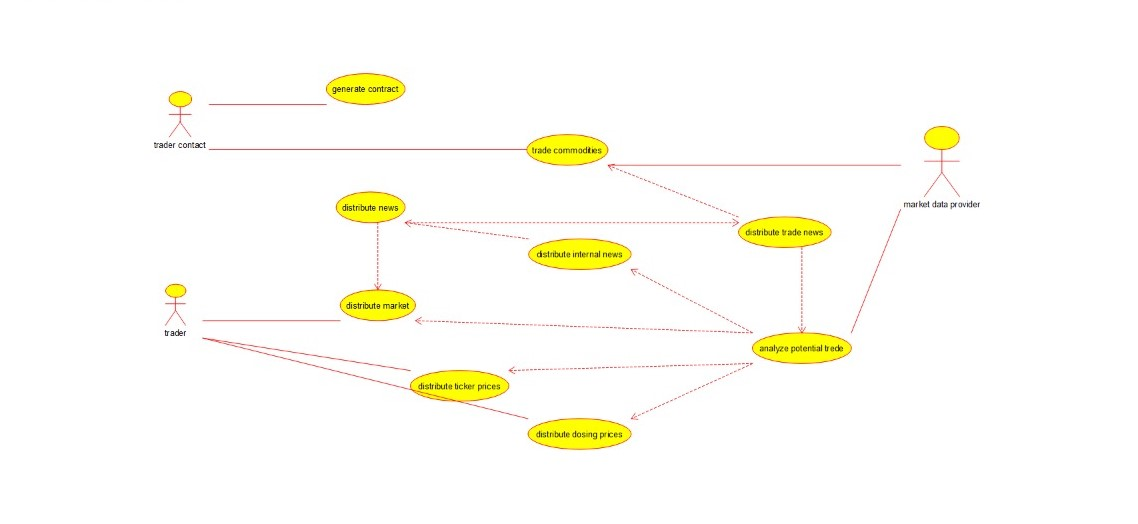 generate contract
trader contact
trade commodities
market data provider
distribute news
distribute trade news
distribute internal news
distribute market
trader
analyze potential trede
distribute ticker prices
distribute dosing prices